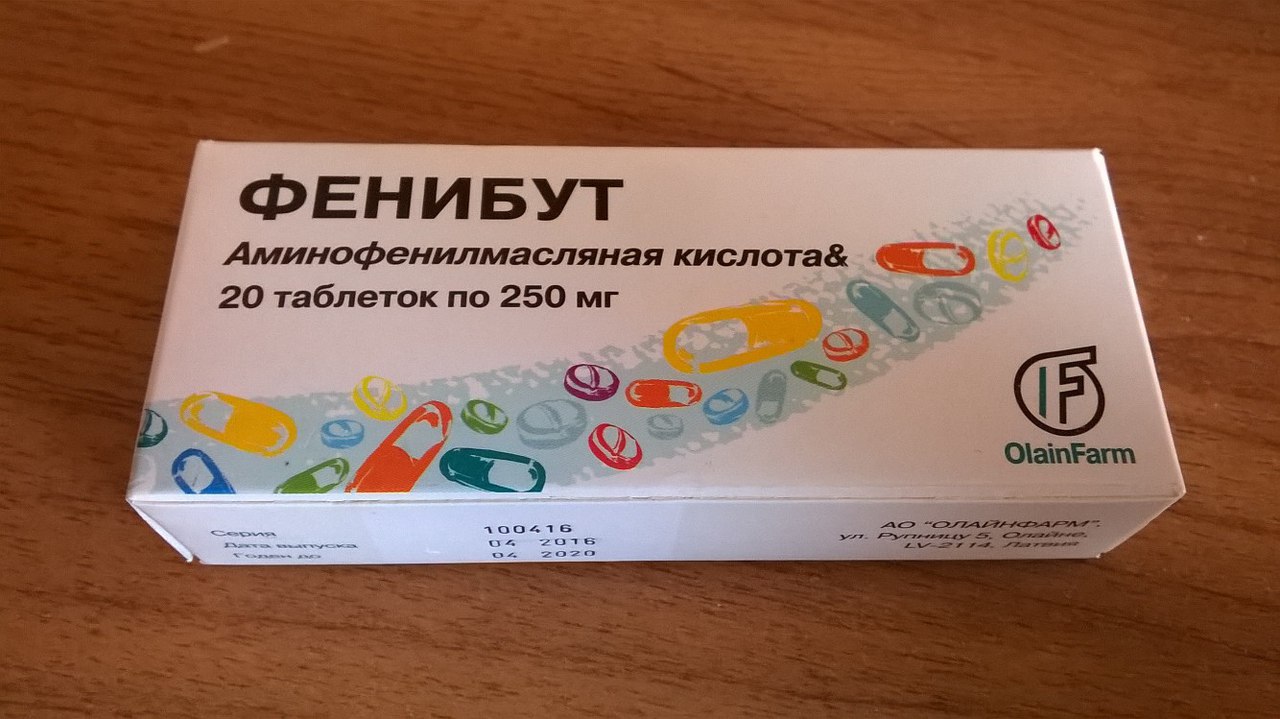 ФЕНИБУТ
Аминофенилмасляная кислота&
20 таблеток по 250 мг
IF
OlainFarm
Серия 100416
Дата выпуска 04 2016
Годен до 04 2020
АО "ОЛАЙНФАРМ",
ул. Рупницу 5, Олайне,
LV-2114, Латвия